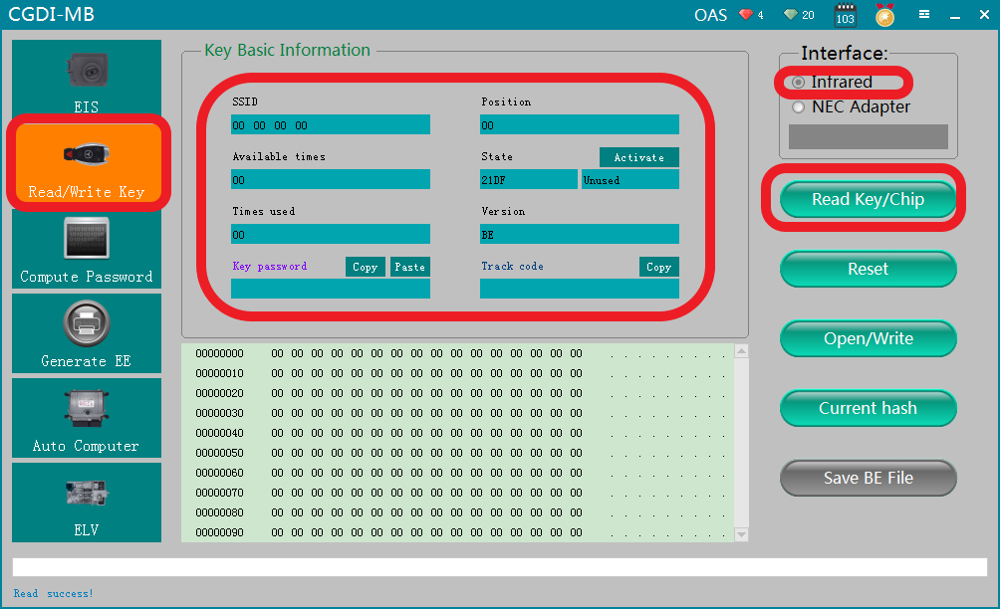 CGDI-MB
OAS 4 20 103
EIS
Read/Write Key
Compute Password
Generate EE
Auto Computer
ELV
Key Basic Information
SSID
00 00 00 00
Position
00
Available times
00
State
Activate
21DF
Unused
Times used
00
Version
BE
Key password
Copy
Paste
Track code
Copy
00000000 00 00 00 00 00 00 00 00 00 00 00 00 00 00 00 00 . . . . . . . . .
00000010 00 00 00 00 00 00 00 00 00 00 00 00 00 00 00 00 . . . . . . . . .
00000020 00 00 00 00 00 00 00 00 00 00 00 00 00 00 00 00 . . . . . . . . .
00000030 00 00 00 00 00 00 00 00 00 00 00 00 00 00 00 00 . . . . . . . . .
00000040 00 00 00 00 00 00 00 00 00 00 00 00 00 00 00 00 . . . . . . . . .
00000050 00 00 00 00 00 00 00 00 00 00 00 00 00 00 00 00 . . . . . . . . .
00000060 00 00 00 00 00 00 00 00 00 00 00 00 00 00 00 00 . . . . . . . . .
00000070 00 00 00 00 00 00 00 00 00 00 00 00 00 00 00 00 . . . . . . . . .
00000080 00 00 00 00 00 00 00 00 00 00 00 00 00 00 00 00 . . . . . . . . .
00000090 00 00 00 00 00 00 00 00 00 00 00 00 00 00 00 00 . . . . . . . . .
Interface:
Infrared
NEC Adapter
Read Key/Chip
Reset
Open/Write
Current hash
Save BE File
Read success!